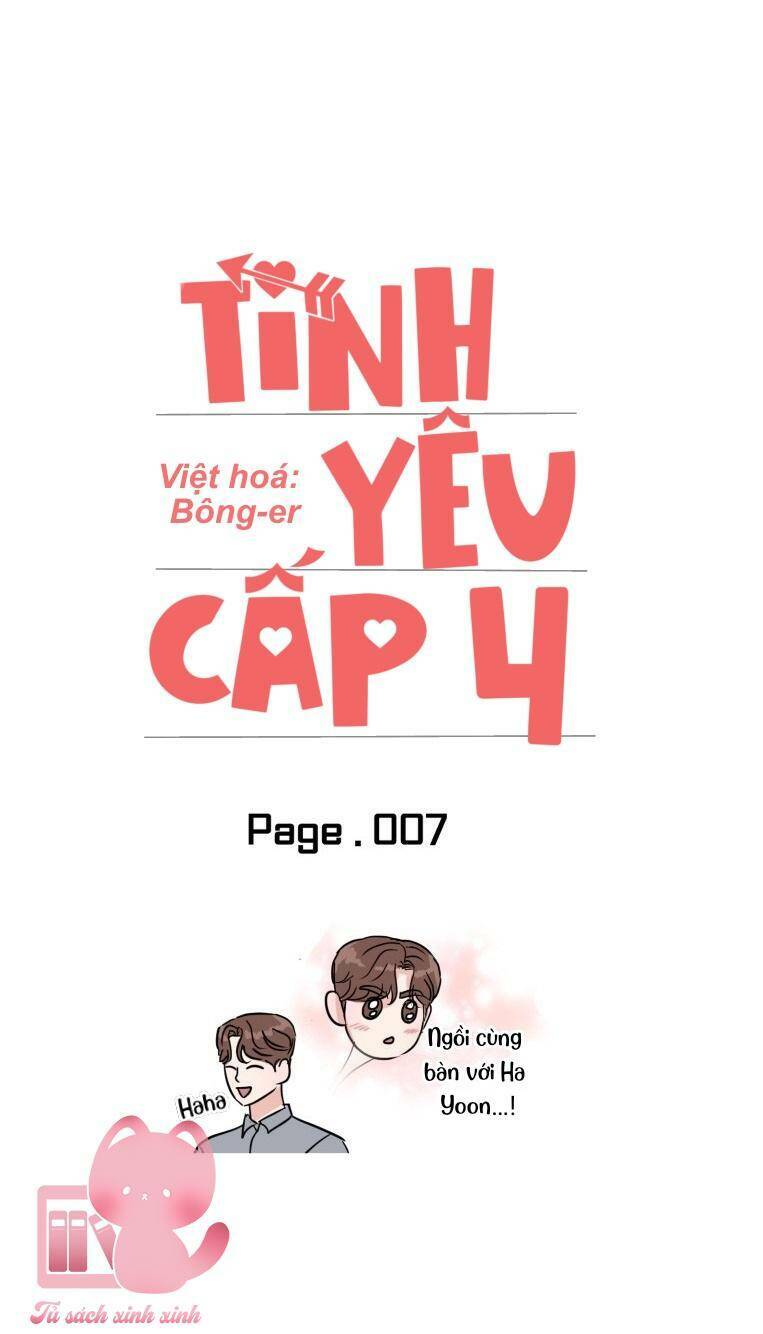 TÌNH
Việt hoá:
Bông-er
YÊU
CẤP 4
Page . 007
Ngồi cùng
bàn với Ha
Yoon...!
Haha
Tủ sách xinh xinh